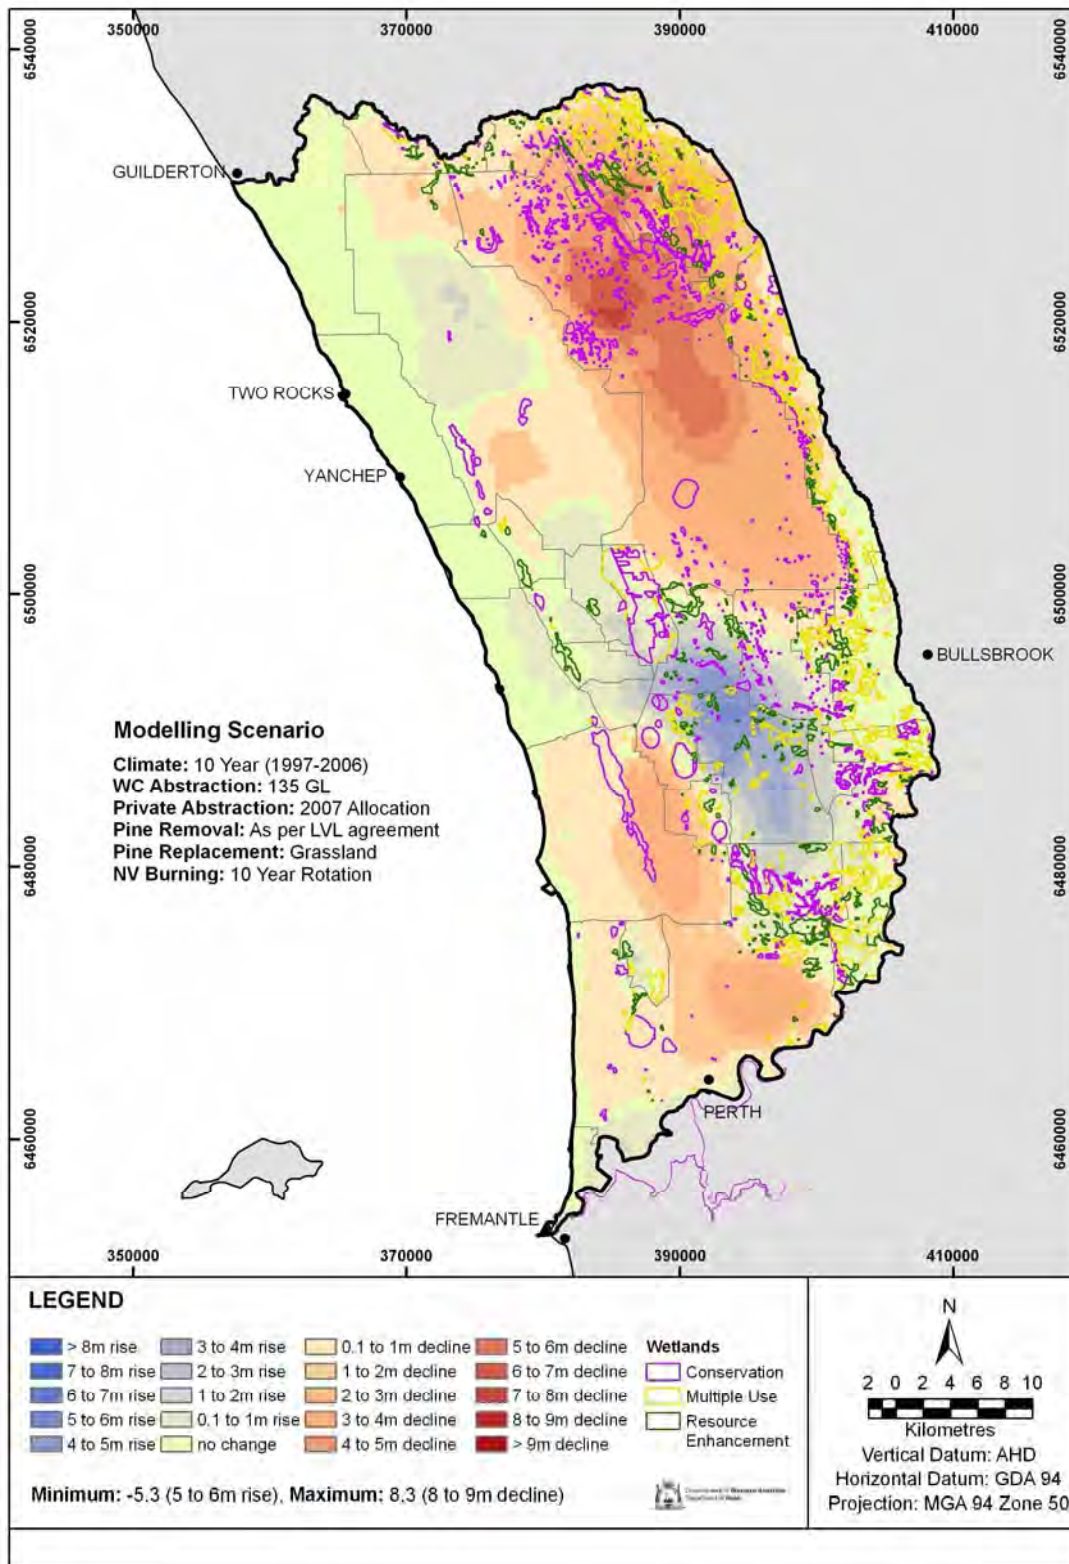 350000 370000 390000 410000
6540000 6540000
GUILDERTON
6520000 6520000
TWO ROCKS
YANCHEP
6500000 6500000
BULLSBROOK
Modelling Scenario
Climate: 10 Year (1997-2006)
WC Abstraction: 135 GL
Private Abstraction: 2007 Allocation
Pine Removal: As per LVL agreement
Pine Replacement: Grassland
NV Burning: 10 Year Rotation
6480000 6480000
PERTH
6460000 6460000
FREMANTLE
350000 370000 390000 410000
LEGEND
> 8m rise
7 to 8m rise
6 to 7m rise
5 to 6m rise
4 to 5m rise
3 to 4m rise
2 to 3m rise
1 to 2m rise
0.1 to 1m rise
no change
0.1 to 1m decline
1 to 2m decline
2 to 3m decline
3 to 4m decline
4 to 5m decline
5 to 6m decline
6 to 7m decline
7 to 8m decline
8 to 9m decline
> 9m decline
Wetlands
Conservation
Multiple Use
Resource
Enhancement
Minimum: -5.3 (5 to 6m rise), Maximum: 8.3 (8 to 9m decline)
N
2 0 2 4 6 8 10
Kilometres
Vertical Datum: AHD
Horizontal Datum: GDA 94
Projection: MGA 94 Zone 50